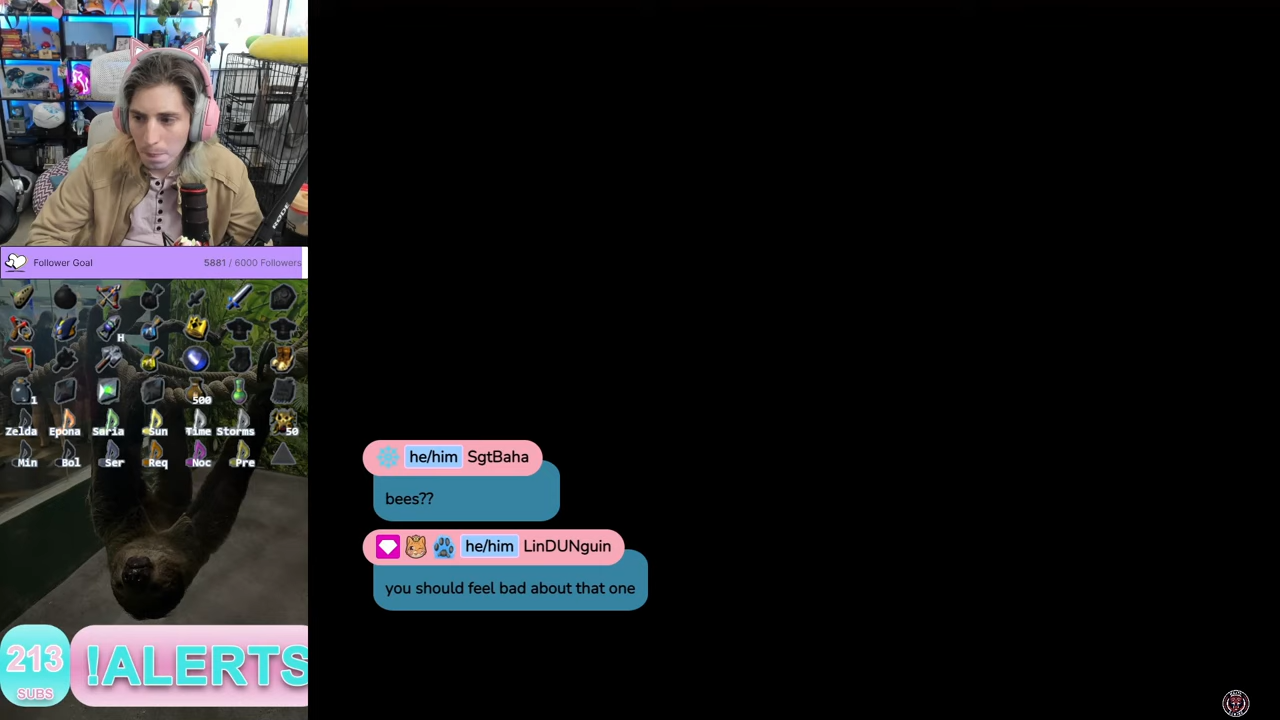 RODE
Follower Goal 5881 / 6000 Followers
H
1
500
Zelda Epona Saria Sun Time Storms 50
Min Bol Ser Req Noc Pre
he/him SgtBaha
bees??
he/him LinDUNguin
you should feel bad about that one
213
SUBS
!ALERTS